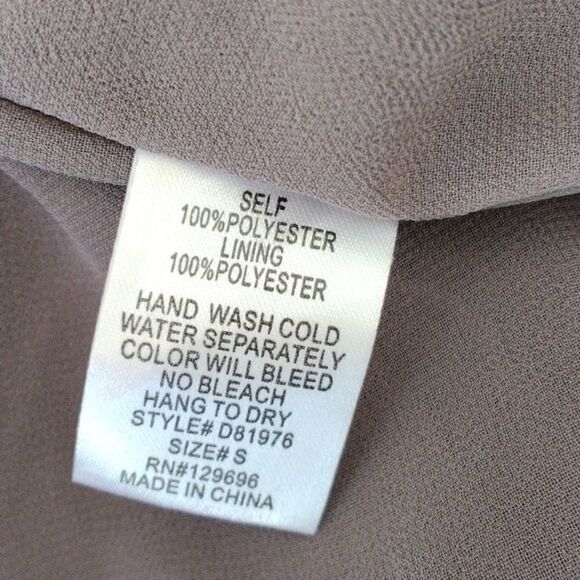 SELF
100%POLYESTER
LINING
100%POLYESTER
HAND WASH COLD
WATER SEPARATELY
COLOR WILL BLEED
NO BLEACH
HANG TO DRY
STYLE# D81976
SIZE# S
RN#129696
MADE IN CHINA